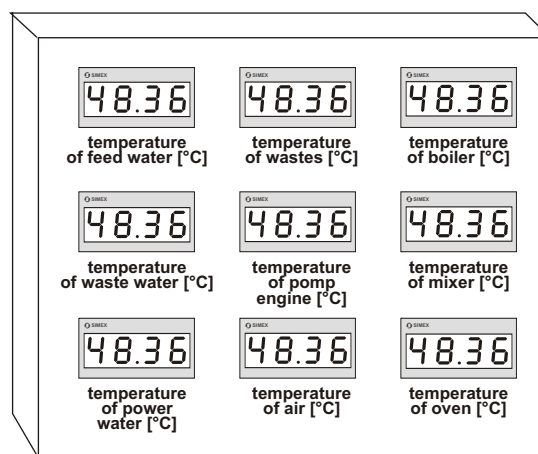 SIMEX SIMEX SIMEX
48.36 48.36 48.36
temperature temperature temperature
of feed water [°C] of wastes [°C] of boiler [°C]
SIMEX SIMEX SIMEX
48.36 48.36 48.36
temperature temperature temperature
of waste water [°C] of pomp of mixer [°C]
engine [°C]
SIMEX SIMEX SIMEX
48.36 48.36 48.36
temperature temperature temperature
of power of air [°C] of oven [°C]
water [°C]